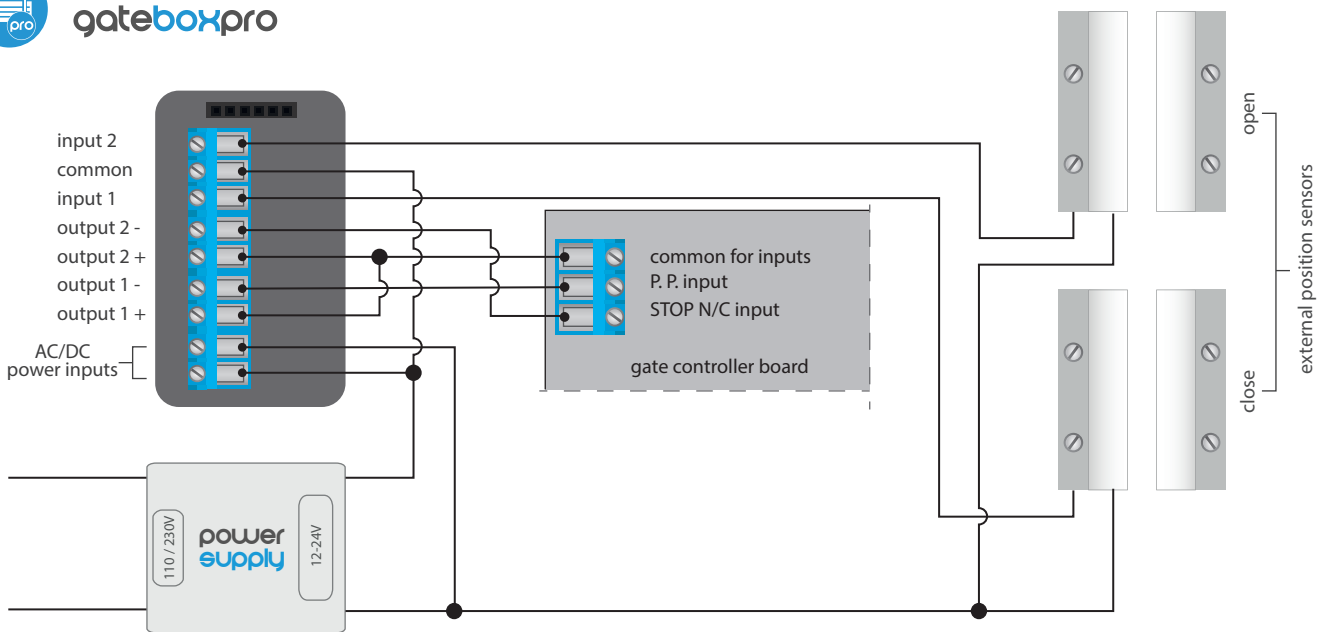 pro
gateboxpro
input 2
common
input 1
output 2 -
output 2 +
output 1 -
output 1 +
AC/DC
power inputs
common for inputs
P. P. input
STOP N/C input
gate controller board
open
close
external position sensors
110 / 230V
power
supply
12-24V